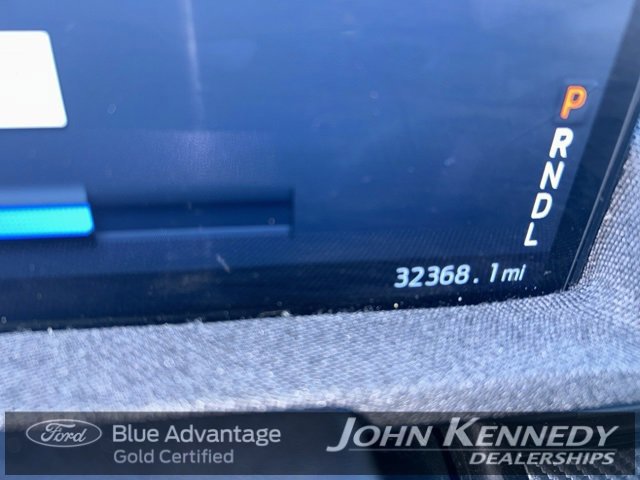 P
R
N
D
L
32368.1mi
Ford
Blue Advantage
Gold Certified
JOHN KENNEDY
DEALERSHIPS